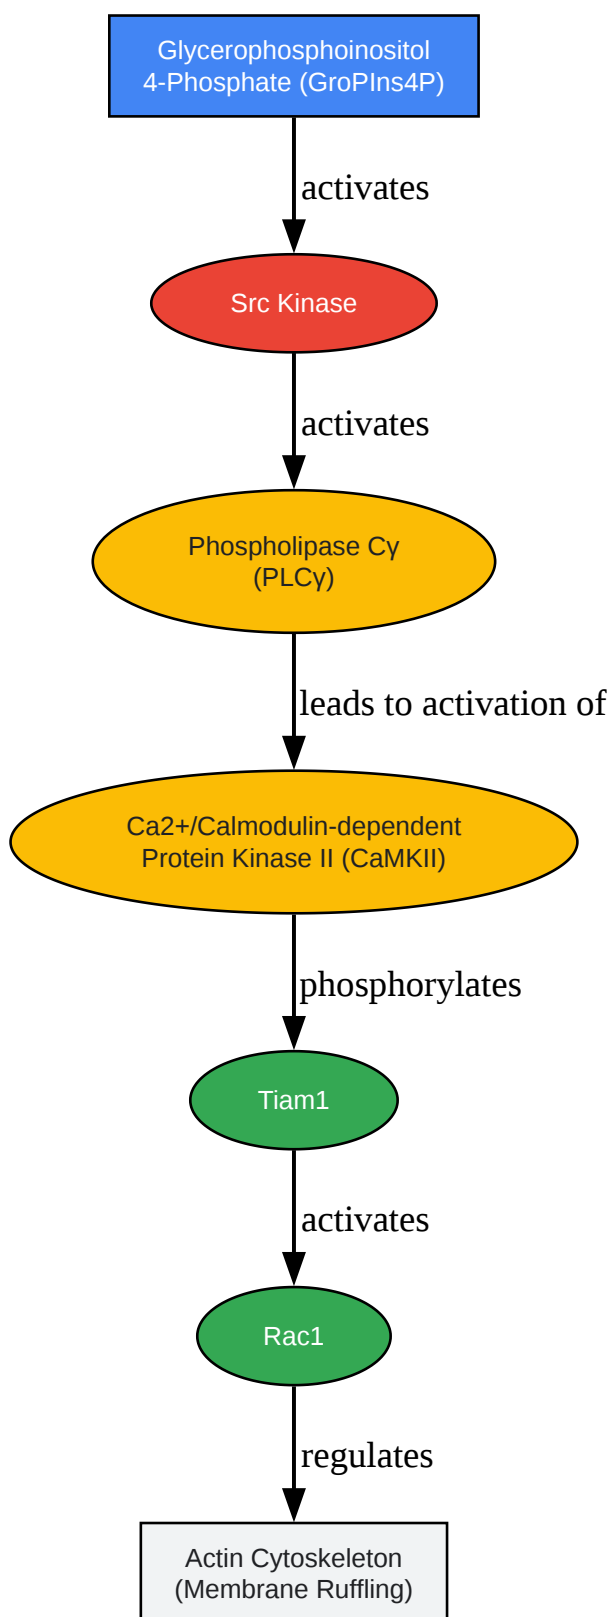 Glycerophosphoinositol
4-Phosphate (GroPIns4P)
activates
Src Kinase
activates
Phospholipase Cγ
(PLCγ)
leads to activation of
Ca2+/Calmodulin-dependent
Protein Kinase II (CaMKII)
phosphorylates
Tiam1
activates
Rac1
regulates
Actin Cytoskeleton
(Membrane Ruffling)